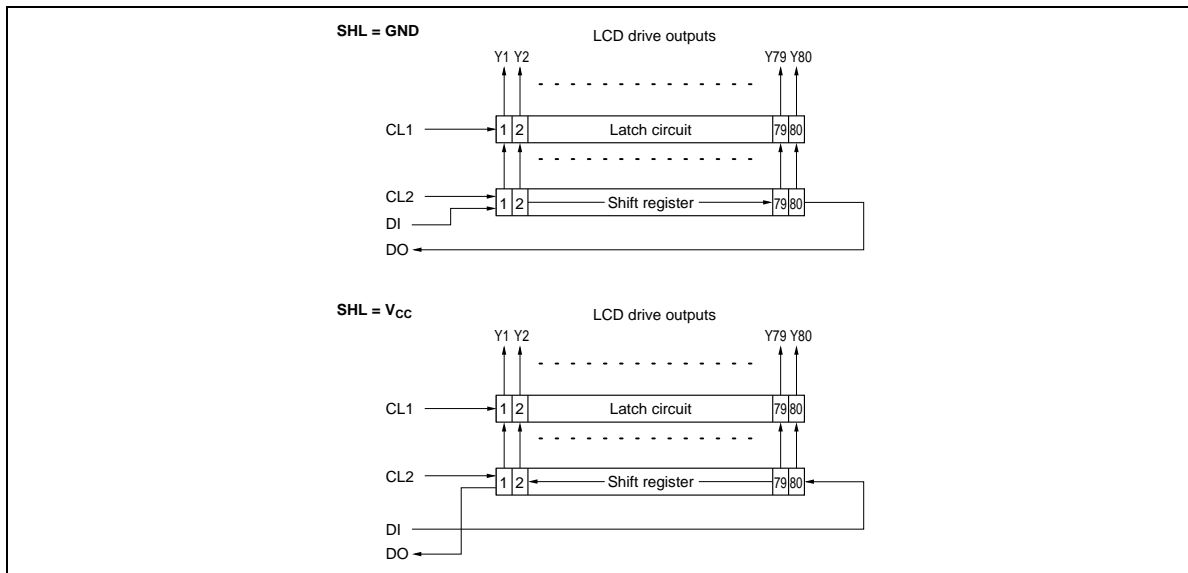 SHL = GND
LCD drive outputs
Y1 Y2 Y79 Y80
CL1 1 2 Latch circuit 79 80
CL2 1 2 Shift register 79 80
DI
DO
SHL = VCC
LCD drive outputs
Y1 Y2 Y79 Y80
CL1 1 2 Latch circuit 79 80
CL2 1 2 Shift register 79 80
DI
DO